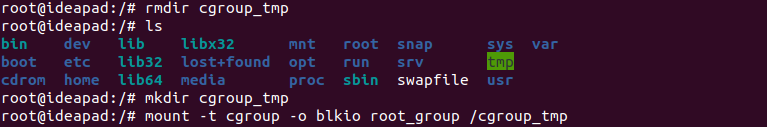 root@ideapad:/# rmdir cgroup_tmp
root@ideapad:/# ls
bin dev lib libx32 mnt root snap sys var
boot etc lib32 lost+found opt run srv tmp
cdrom home lib64 media proc sbin swapfile usr
root@ideapad:/# mkdir cgroup_tmp
root@ideapad:/# mount -t cgroup -o blkio root_group /cgroup_tmp